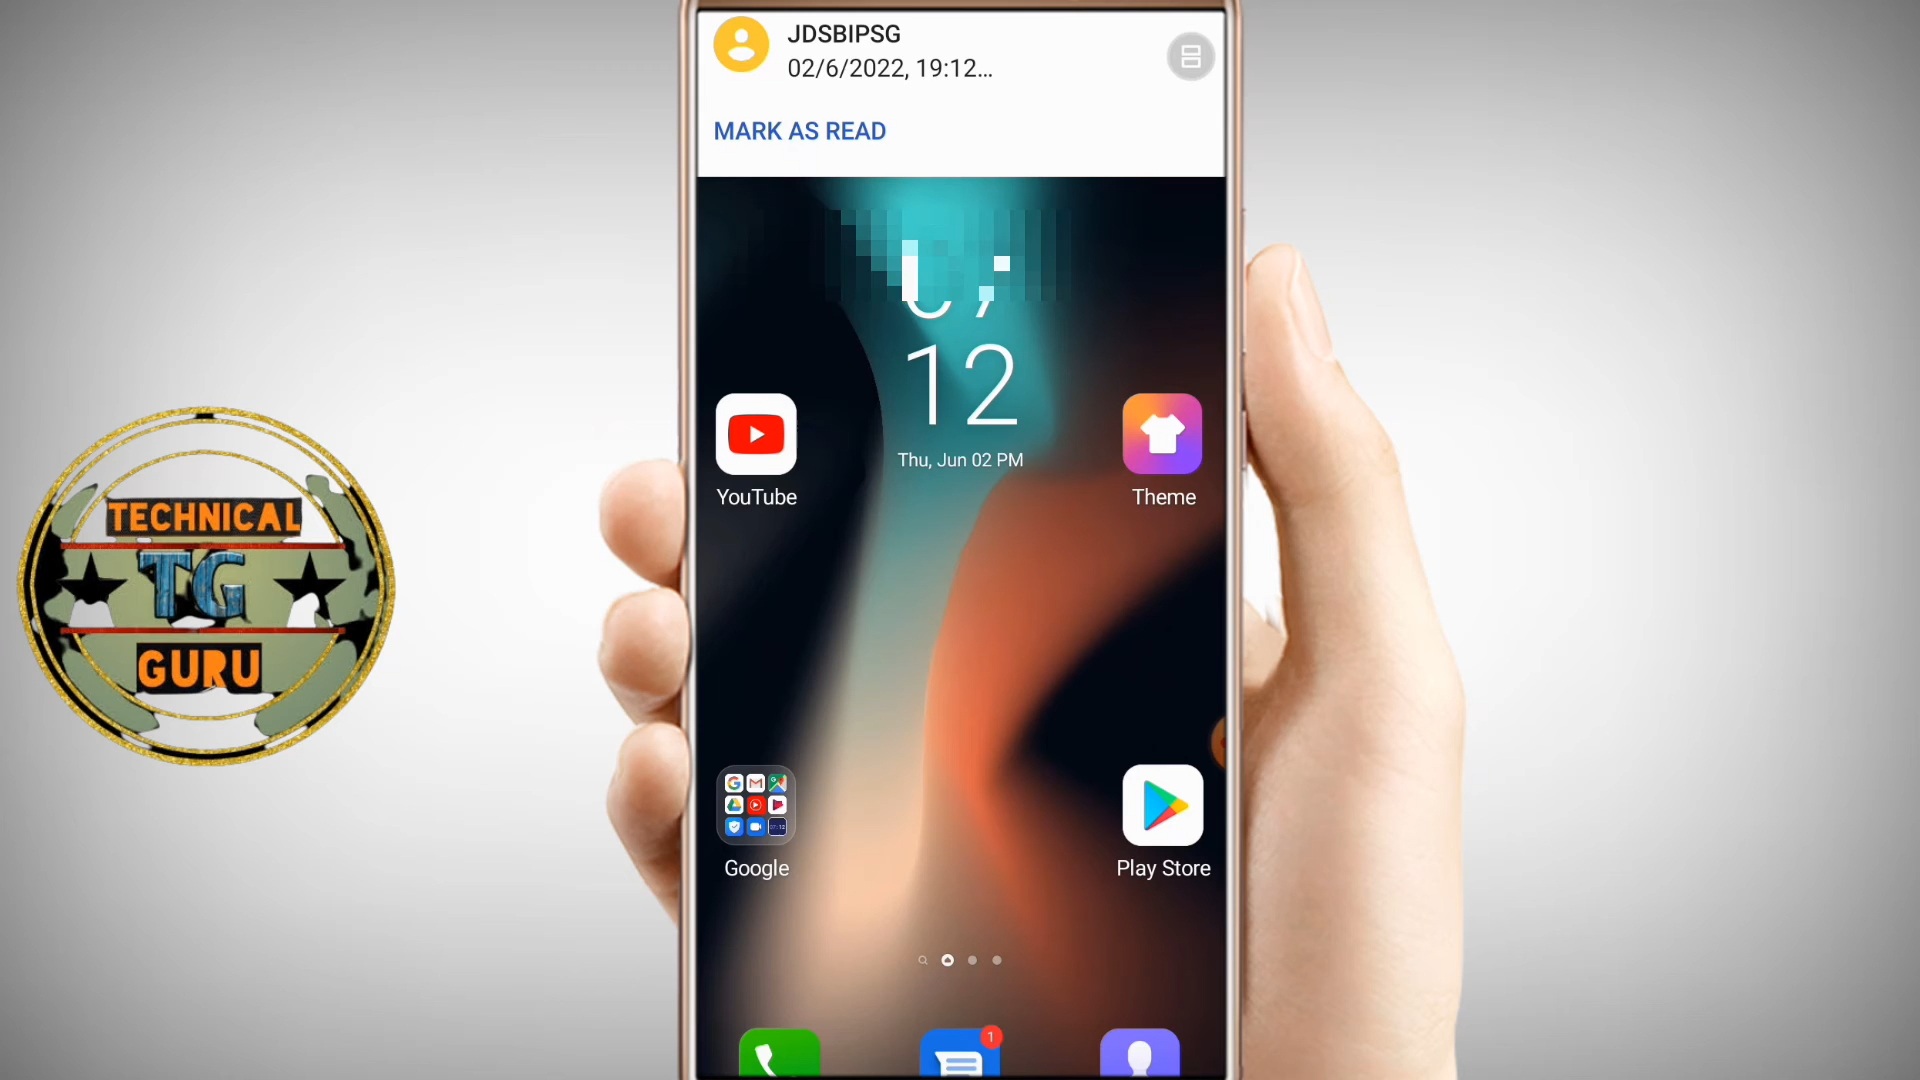 JDSBIPSG
02/6/2022, 19:12...
MARK AS READ
12
Thu, Jun 02 PM
YouTube
Theme
TECHNICAL
TG
GURU
Google
Play Store
1